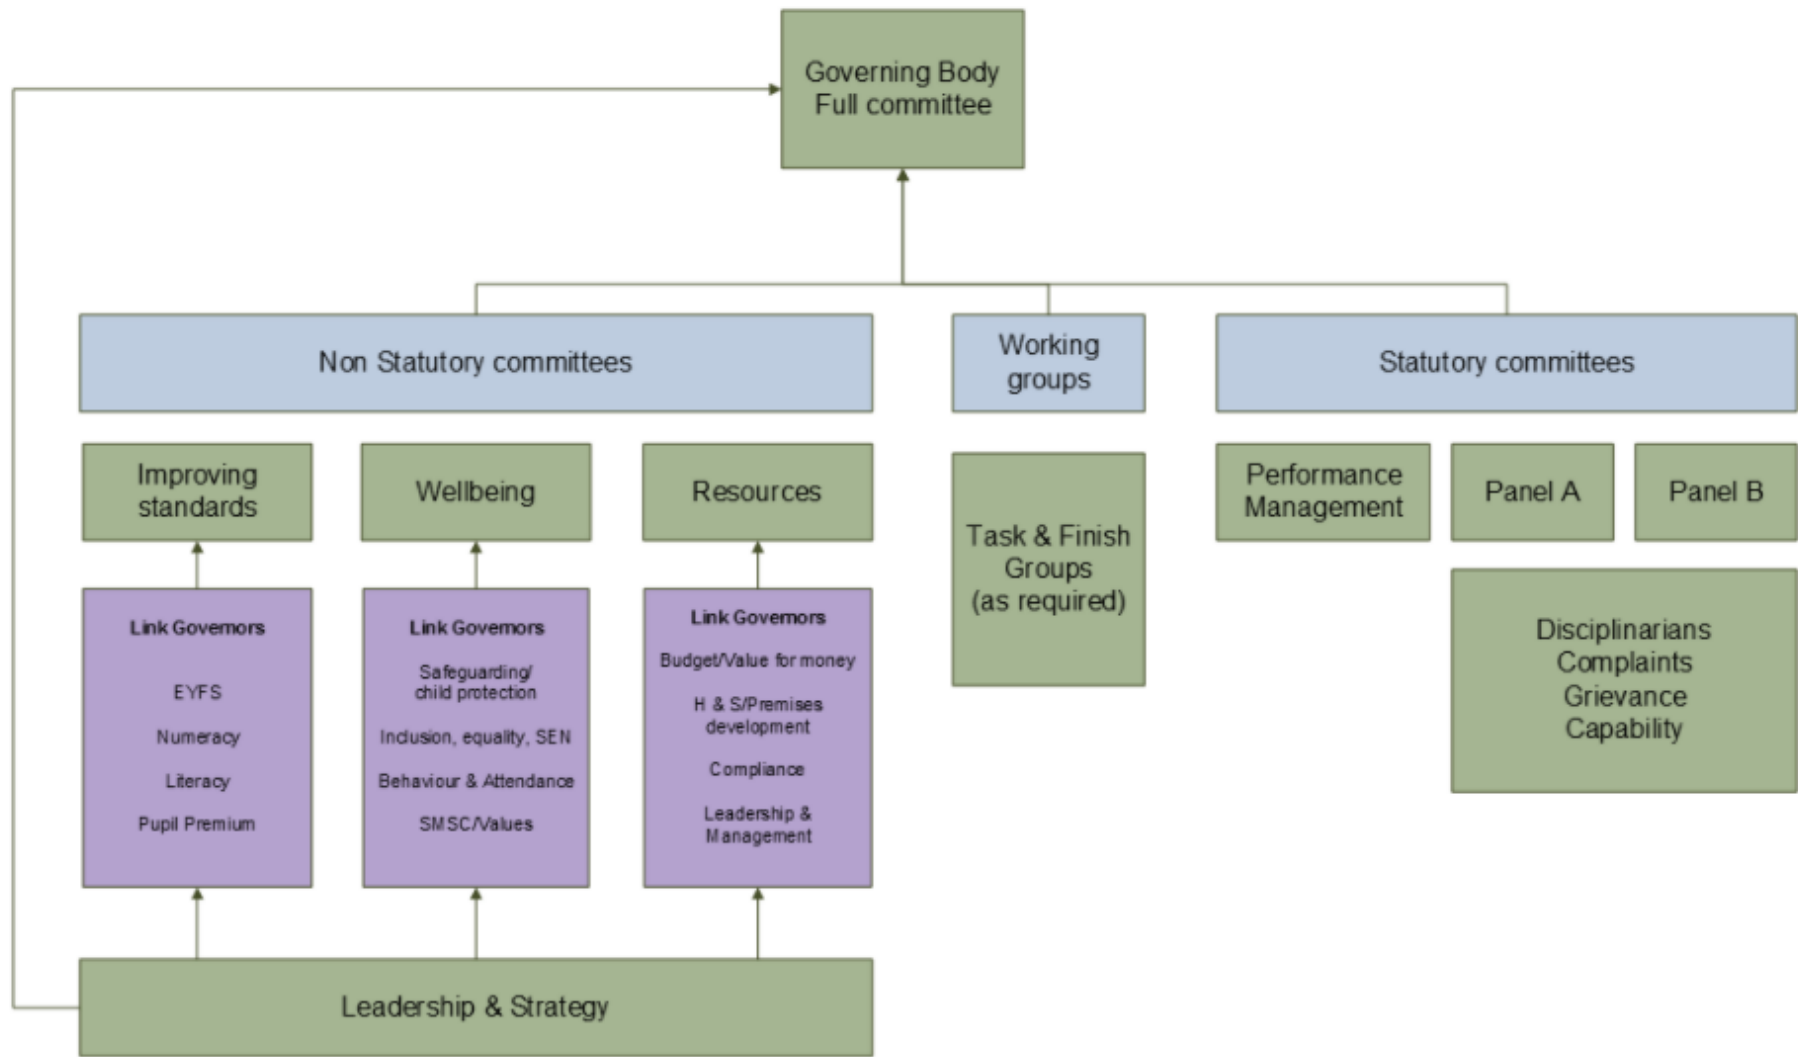 Governing Body
Full committee
Non Statutory committees
Working
groups
Statutory committees
Improving
standards
Wellbeing
Resources
Performance
Management
Panel A
Panel B
Link Governors
EYFS
Numeracy
Literacy
Pupil Premium
Link Governors
Safeguarding/
child protection
Inclusion, equality, SEN
Behaviour & Attendance
SMSC/Values
Link Governors
Budget/Value for money
H & S/Premises
development
Compliance
Leadership &
Management
Task & Finish
Groups
(as required)
Disciplinarians
Complaints
Grievance
Capability
Leadership & Strategy